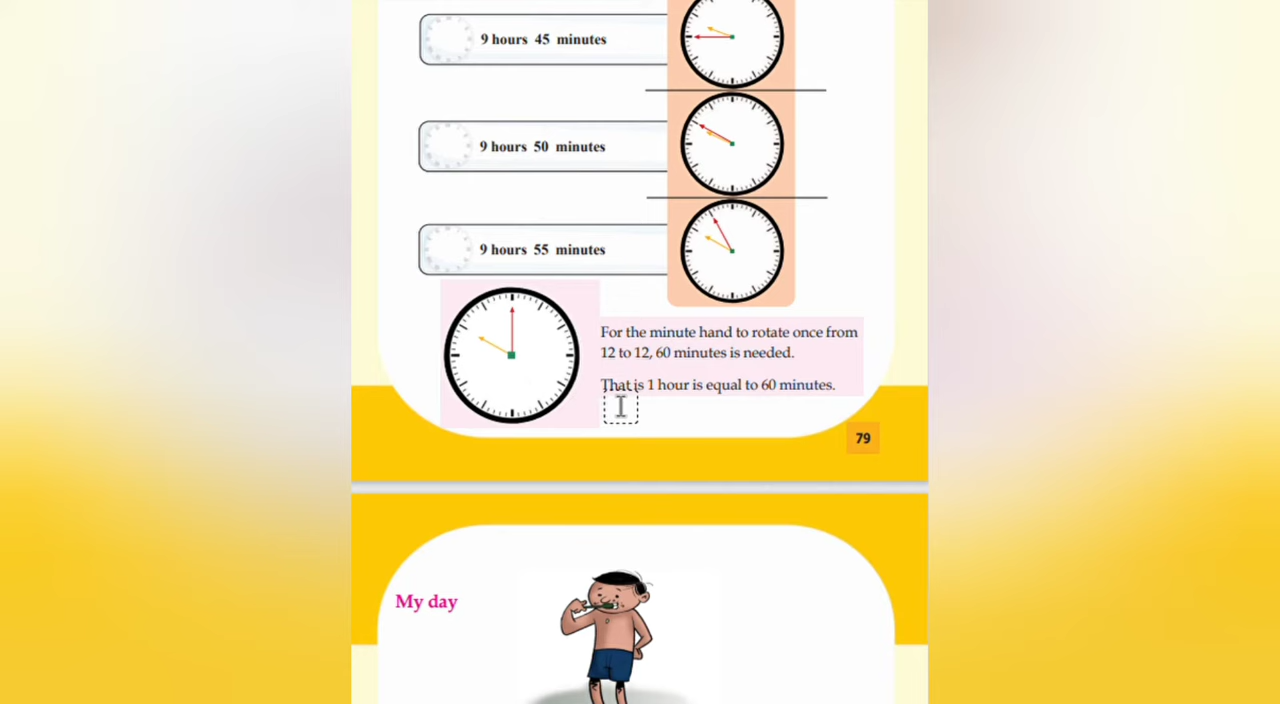 9 hours 45 minutes
9 hours 50 minutes
9 hours 55 minutes
For the minute hand to rotate once from
12 to 12, 60 minutes is needed.
That is 1 hour is equal to 60 minutes.
79
My day